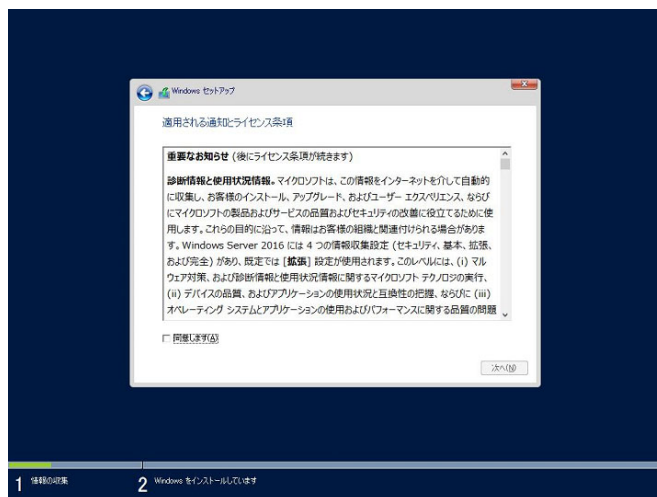 Windows セットアップ
適用される通知とライセンス条項
重要なお知らせ (後にライセンス条項が続きます)
診断情報と使用状況情報。マイクロソフトは、この情報をインターネットを介して自動的
に収集し、お客様のインストール、アップグレード、およびユーザー エクスペリエンス、ならび
にマイクロソフトの製品およびサービスの品質およびセキュリティの改善に役立てるために使
用します。これらの目的に沿って、情報はお客様の組織と関連付けられる場合がありま
す。Windows Server 2016 には 4 つの情報収集設定 (セキュリティ、基本、拡張、
および完全) があり、既定では [拡張] 設定が使用されます。このレベルには、(i) マル
ウェア対策、および診断情報と使用状況情報に関するマイクロソフト テクノロジの実行、
(ii) デバイスの品質、およびアプリケーションの使用状況と互換性の把握、ならびに (iii)
オペレーティング システムとアプリケーションの使用およびパフォーマンスに関する品質の問題
同意します(A)
次へ(N)
1 情報の収集
2 Windows をインストールしています